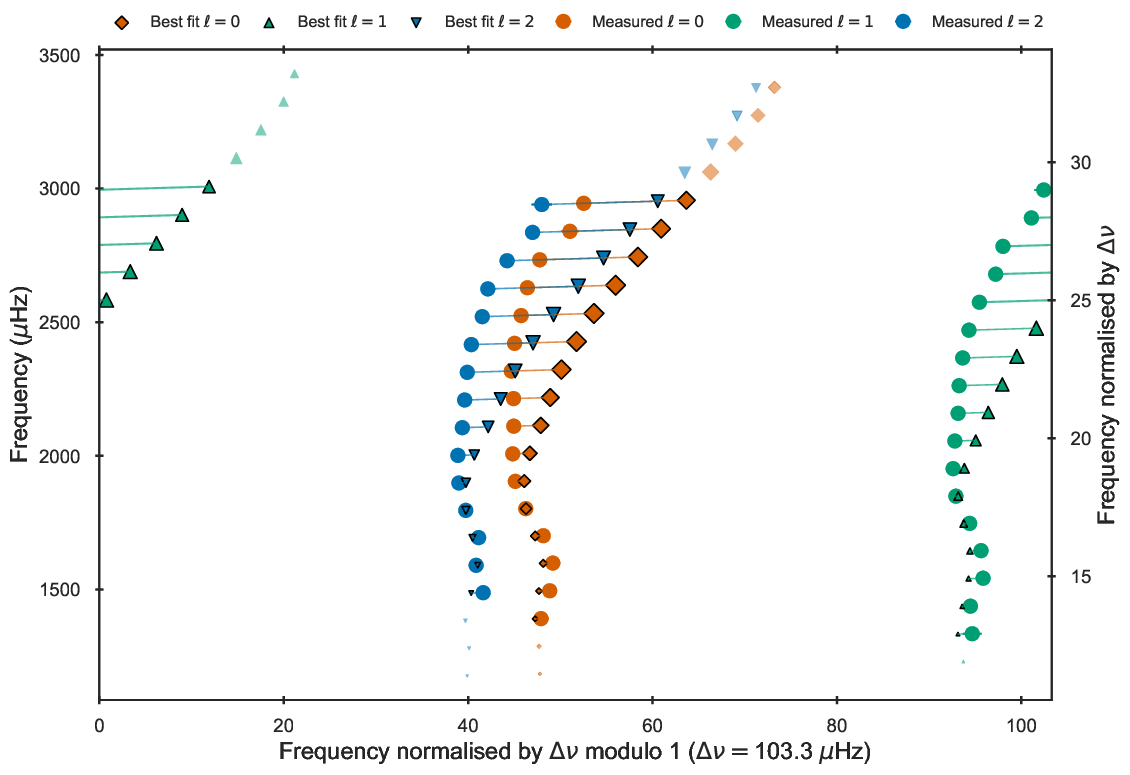 Best fit ℓ = 0 Best fit ℓ = 1 Best fit ℓ = 2 Measured ℓ = 0 Measured ℓ = 1 Measured ℓ = 2
3500
3000
2500
2000
1500
Frequency (μHz)
30
25
20
15
Frequency normalised by Δν
0 20 40 60 80 100
Frequency normalised by Δν modulo 1 (Δν = 103.3 μHz)